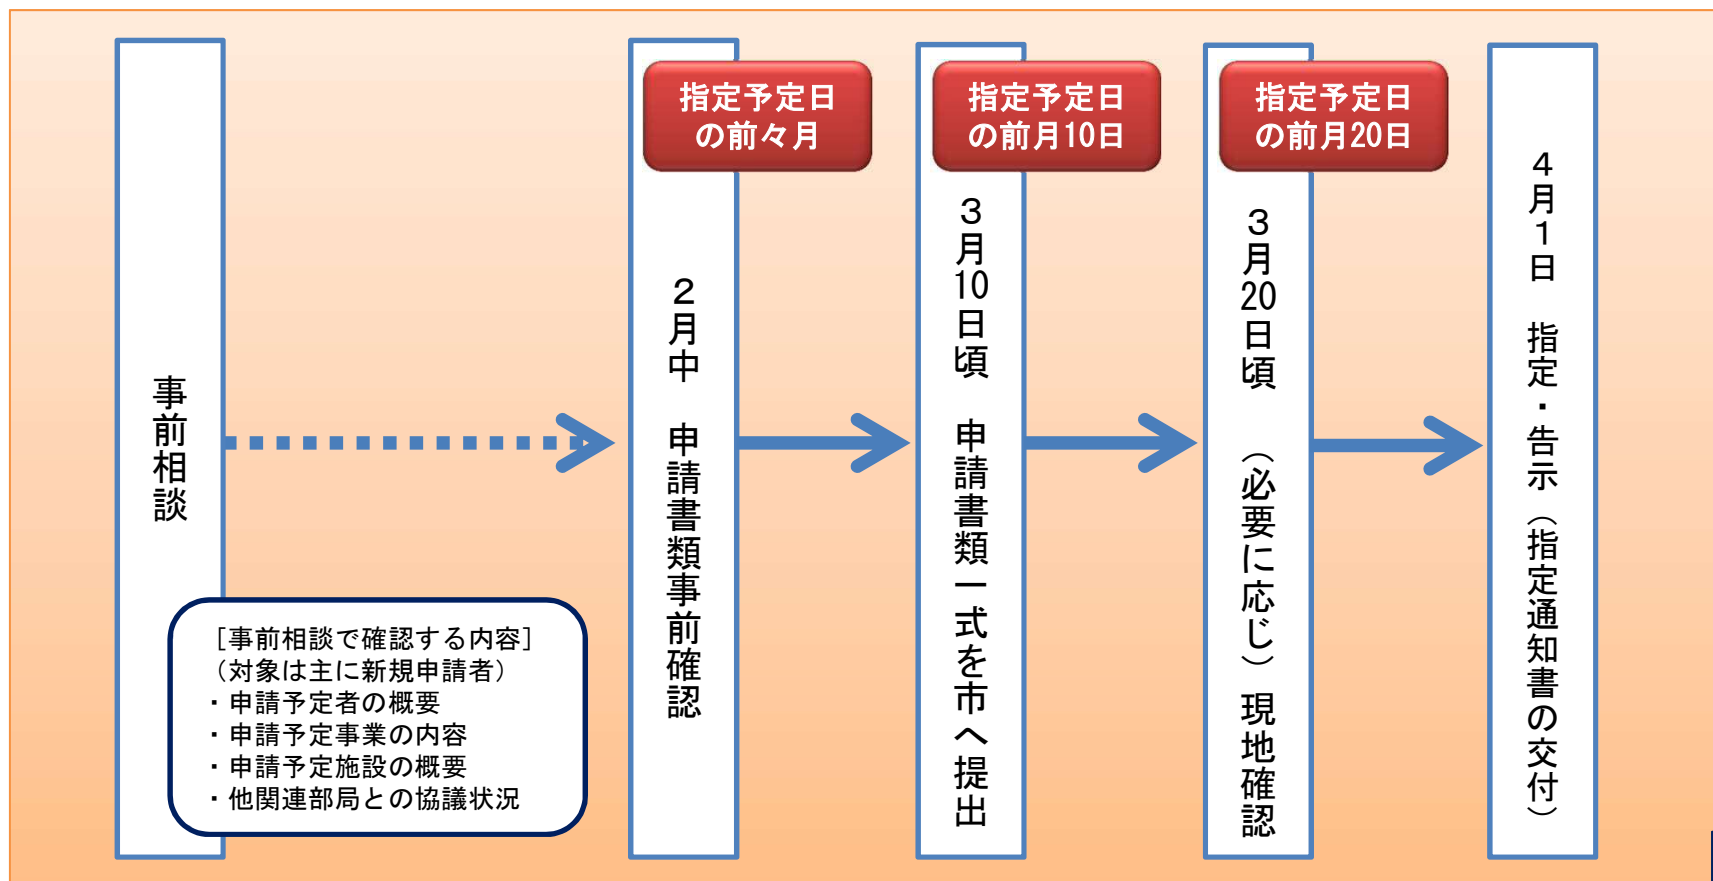 事前相談
[事前相談で確認する内容]
（対象は主に新規申請者）
・申請予定者の概要
・申請予定事業の内容
・申請予定施設の概要
・他関連部局との協議状況
指定予定日
の前々月
２月中　申請書類事前確認
指定予定日
の前月10日
３月10日頃　申請書類一式を市へ提出
指定予定日
の前月20日
３月20日頃　（必要に応じ）現地確認
４月１日　指定・告示（指定通知書の交付）